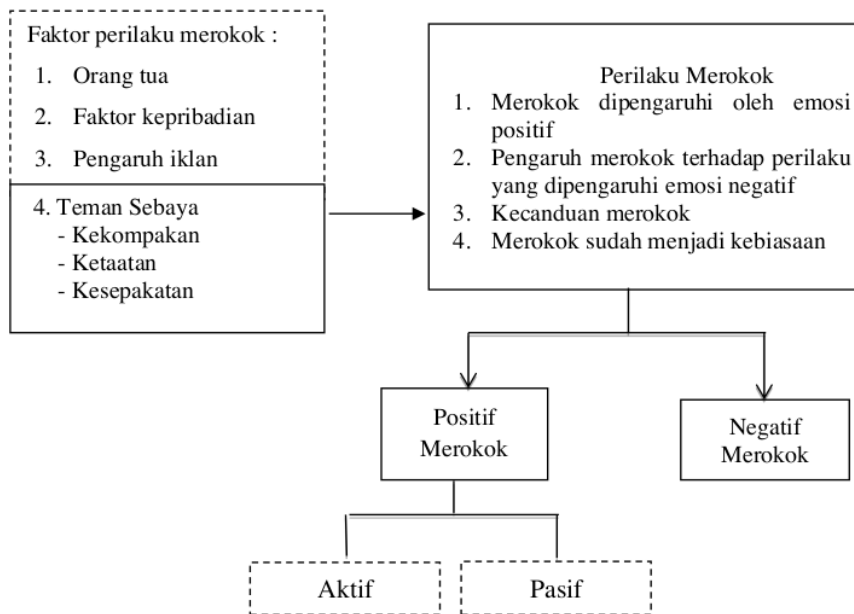 Faktor perilaku merokok :
1. Orang tua
2. Faktor kepribadian
3. Pengaruh iklan
4. Teman Sebaya
- Kekompakan
- Ketaatan
- Kesepakatan
Perilaku Merokok
1. Merokok dipengaruhi oleh emosi
positif
2. Pengaruh merokok terhadap perilaku
yang dipengaruhi emosi negatif
3. Kecanduan merokok
4. Merokok sudah menjadi kebiasaan
Positif
Merokok
Negatif
Merokok
Aktif
Pasif